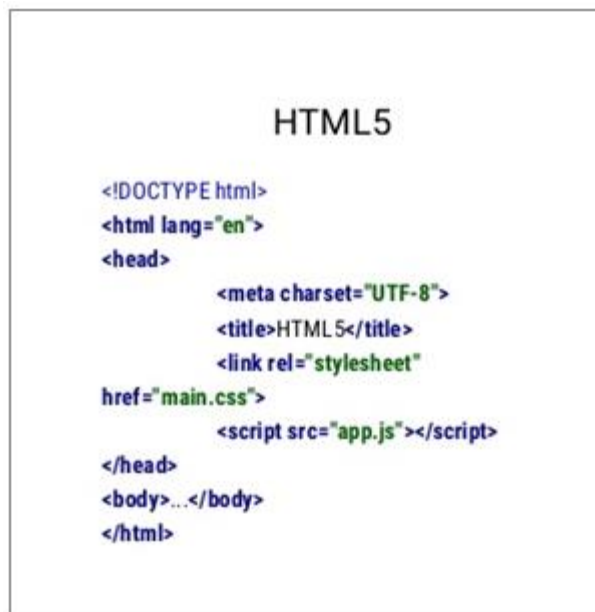 HTML5
<!DOCTYPE html>
<html lang="en">
<head>
<meta charset="UTF-8">
<title>HTML5</title>
<link rel="stylesheet"
href="main.css">
<script src="app.js"></script>
</head>
<body>...</body>
</html>